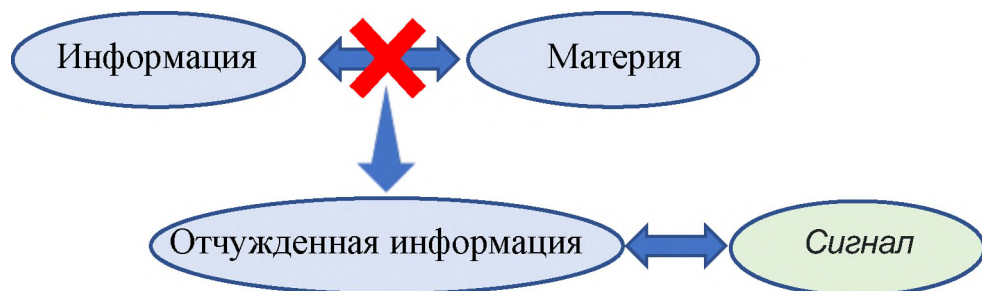 Информация
Материя
Отчужденная информация
Сигнал